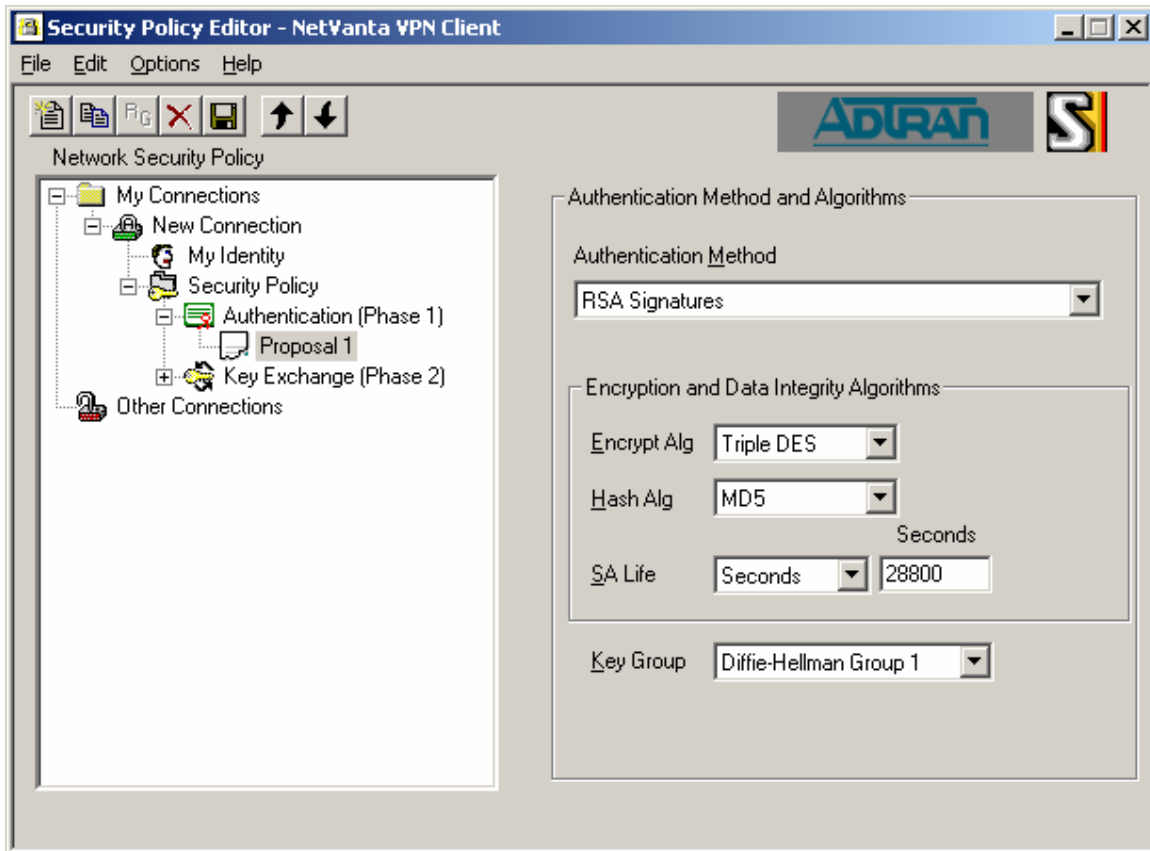 Security Policy Editor - NetVanta VPN Client
File Edit Options Help
RG
ADTRAN
S
Network Security Policy
My Connections
New Connection
My Identity
Security Policy
Authentication (Phase 1)
Proposal 1
Key Exchange (Phase 2)
Other Connections
Authentication Method and Algorithms
Authentication Method
RSA Signatures
Encryption and Data Integrity Algorithms
Encrypt Alg Triple DES
Hash Alg MD5
Seconds
SA Life Seconds 28800
Key Group Diffie-Hellman Group 1